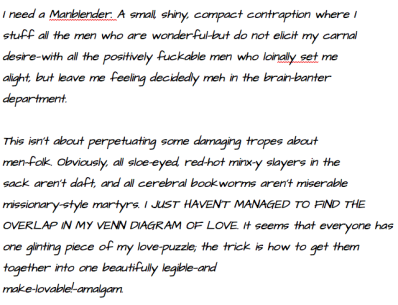 I need a Manblender. A small, shiny, compact contraption where I
stuff all the men who are wonderful-but do not elicit my carnal
desire-with all the positively fuckable men who loinally set me
alight, but leave me feeling decidedly meh in the brain-banter
department.
This isn't about perpetuating some damaging tropes about
men-folk. Obviously, all sloe-eyed, red-hot minx-y slayers in the
sack aren't daft, and all cerebral bookworms aren't miserable
missionary-style martyrs. I JUST HAVEN'T MANAGED TO FIND THE
OVERLAP IN MY VENN DIAGRAM OF LOVE. It seems that everyone has
one glinting piece of my love-puzzle; the trick is how to get them
together into one beautifully legible-and
make-lovable!-amalgam.